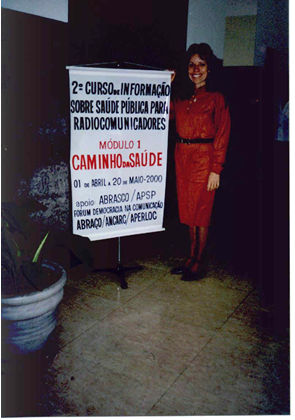 2º CURSO DE INFORMAÇÃO
SOBRE SAÚDE PÚBLICA PARA
RADIOCOMUNICADORES
MÓDULO 1
CAMINHO DA SAÚDE
01 DE ABRIL A 20 DE MAIO-2000
apoio ABRASCO/APSP
FORUM DEMOCRACIA NA COMUNICAÇÃO
ABRAÇO/ANCARC/APERLOC